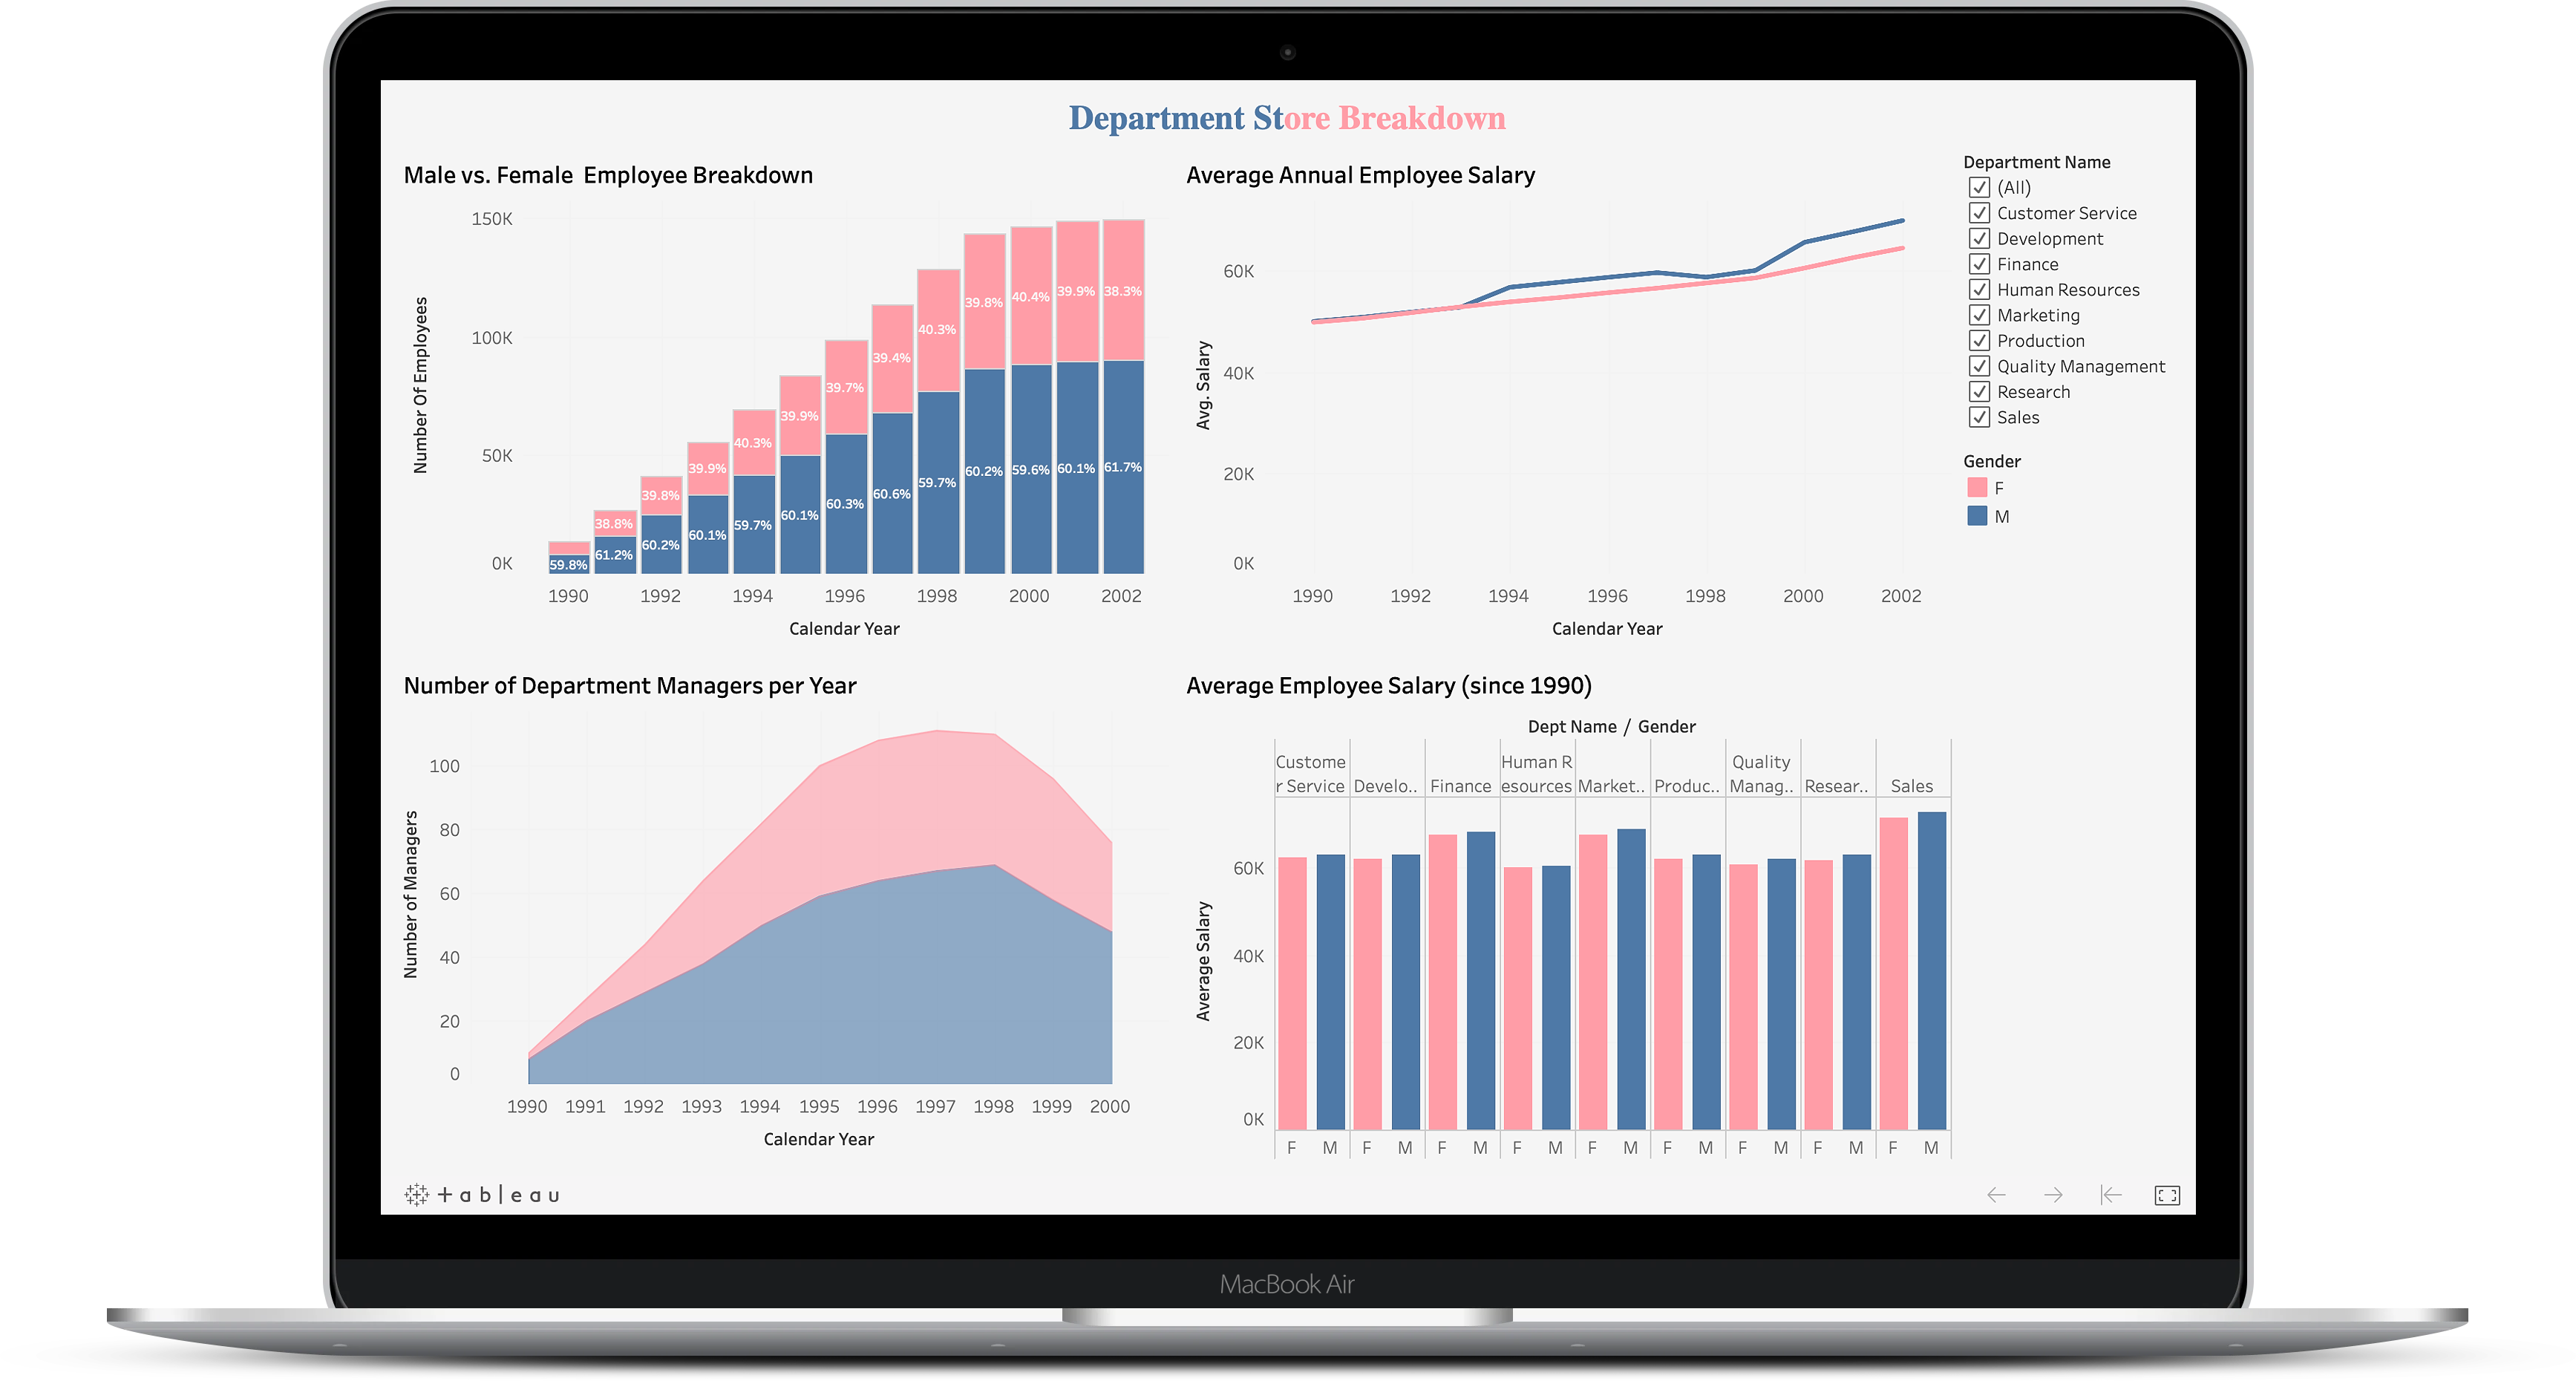 Department Store Breakdown
Male vs. Female Employee Breakdown
150K
100K
50K
0K
Number Of Employees
59.8%
38.8%
61.2%
39.8%
60.2%
39.9%
60.1%
40.3%
59.7%
39.9%
60.1%
39.7%
60.3%
39.4%
60.6%
40.3%
59.7%
39.8%
60.2%
40.4%
59.6%
39.9%
60.1%
38.3%
61.7%
1990 1992 1994 1996 1998 2000 2002
Calendar Year
Average Annual Employee Salary
60K
40K
20K
0K
Avg. Salary
1990 1992 1994 1996 1998 2000 2002
Calendar Year
Department Name
(All)
Customer Service
Development
Finance
Human Resources
Marketing
Production
Quality Management
Research
Sales
Gender
F
M
Number of Department Managers per Year
100
80
60
40
20
0
Number of Managers
1990 1991 1992 1993 1994 1995 1996 1997 1998 1999 2000
Calendar Year
Average Employee Salary (since 1990)
Dept Name / Gender
Custome
r Service
Develo..
Finance
Human R
esources
Market..
Produc..
Quality
Manag..
Resear..
Sales
60K
40K
20K
0K
Average Salary
F M F M F M F M F M F M F M F M F M
+ a b | e a u
MacBook Air